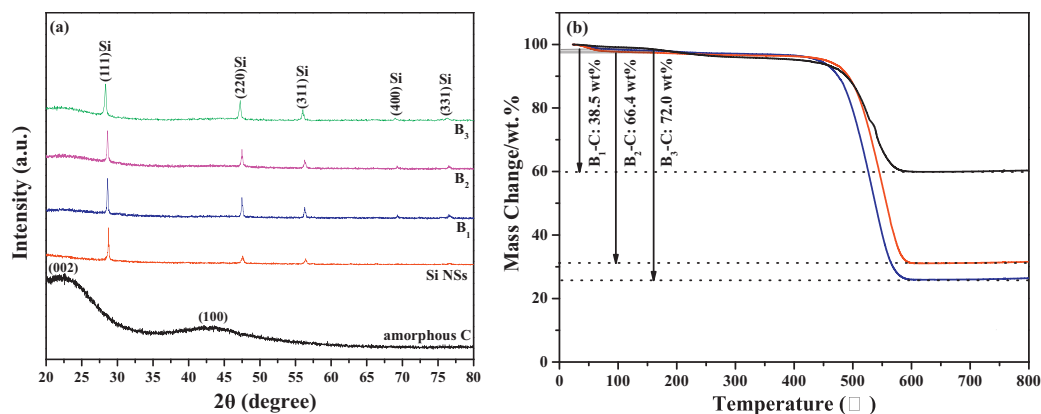 (a)
(111)Si
(220)Si
(311)Si
(400)Si
(331)Si
B3
B2
B1
Si NSs
(002)
(100)
amorphous C
Intensity (a.u.)
20 25 30 35 40 45 50 55 60 65 70 75 80
2θ (degree)
(b)
B1-C: 38.5 wt%
B2-C: 66.4 wt%
B3-C: 72.0 wt%
Mass Change/wt.%
100
80
60
40
20
0
0 100 200 300 400 500 600 700 800
Temperature (□)